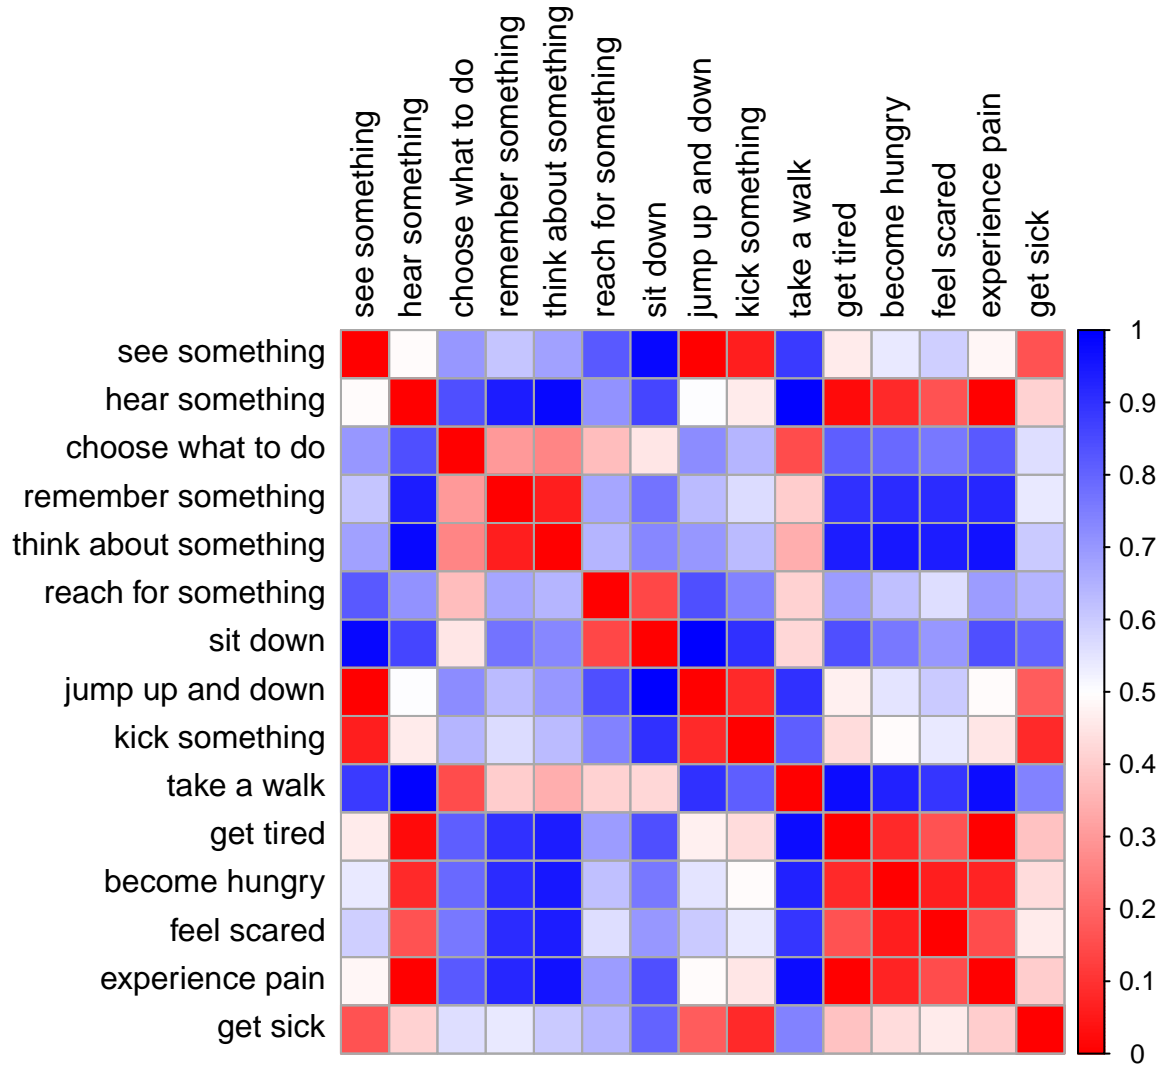 see something
hear something
choose what to do
remember something
think about something
reach for something
sit down
jump up and down
kick something
take a walk
get tired
become hungry
feel scared
experience pain
get sick
see something
hear something
choose what to do
remember something
think about something
reach for something
sit down
jump up and down
kick something
take a walk
get tired
become hungry
feel scared
experience pain
get sick
1
0.9
0.8
0.7
0.6
0.5
0.4
0.3
0.2
0.1
0